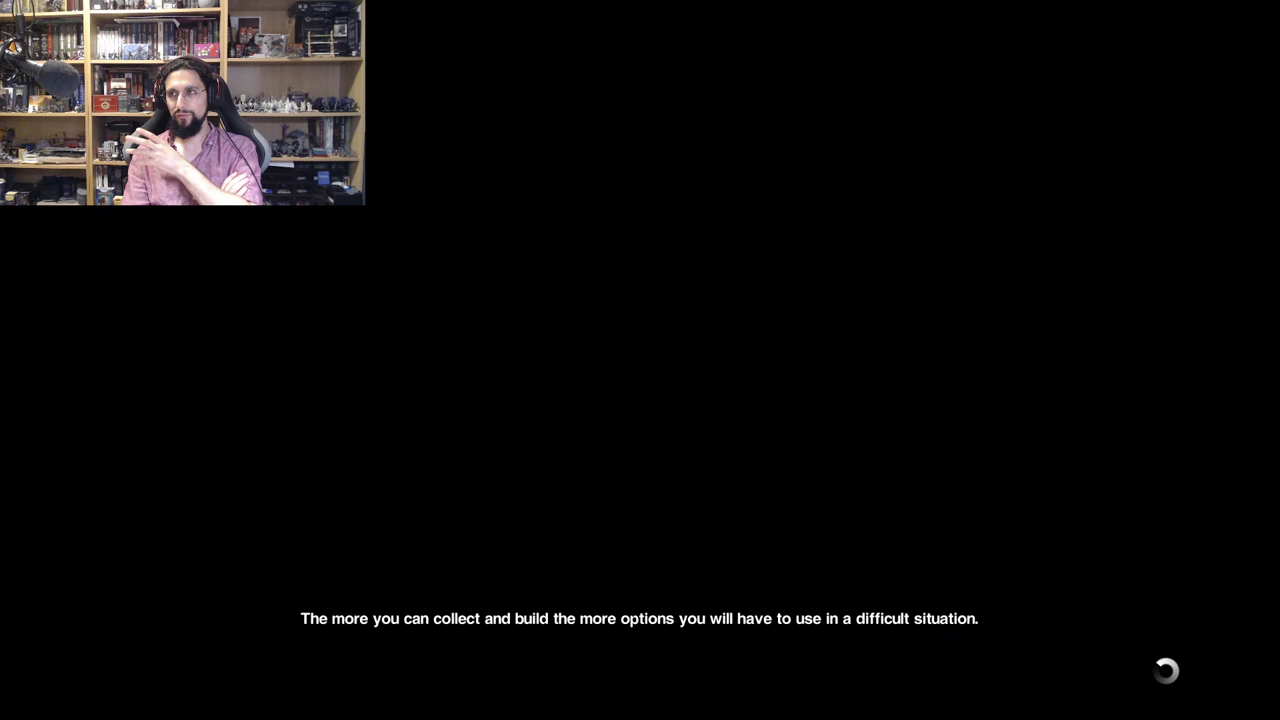 The more you can collect and build the more options you will have to use in a difficult situation.